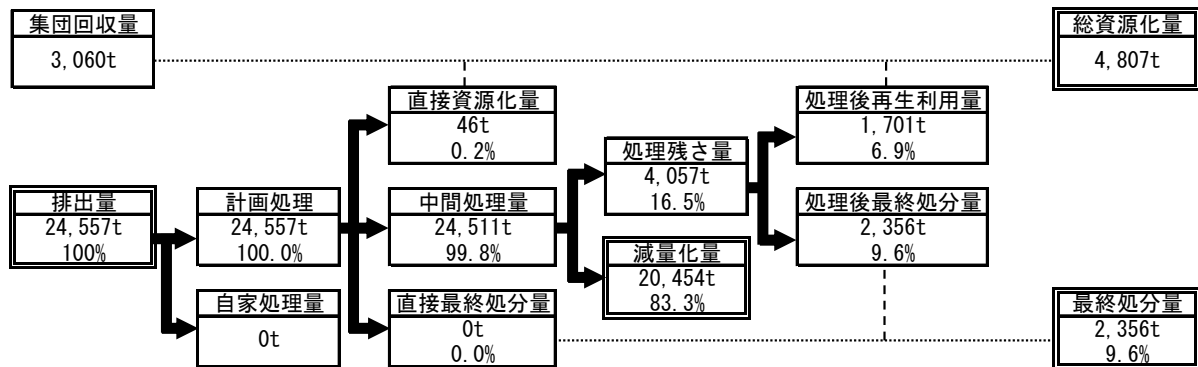 集団回収量
3,060t
総資源化量
4,807t
直接資源化量
46t
0.2%
処理後再生利用量
1,701t
6.9%
処理残さ量
4,057t
16.5%
排出量
24,557t
100%
計画処理
24,557t
100.0%
中間処理量
24,511t
99.8%
処理後最終処分量
2,356t
9.6%
減量化量
20,454t
83.3%
自家処理量
0t
直接最終処分量
0t
0.0%
最終処分量
2,356t
9.6%